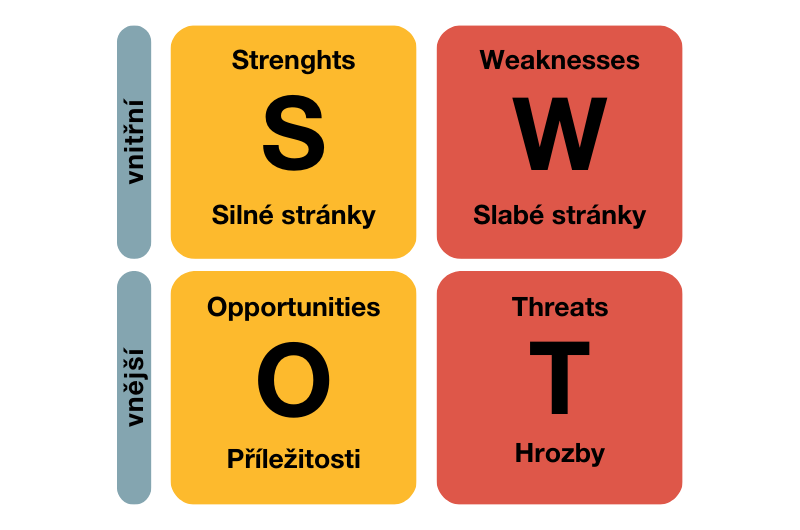 vnitřní
Strenghts
S
Silné stránky
Weaknesses
W
Slabé stránky
vnější
Opportunities
O
Příležitosti
Threats
T
Hrozby